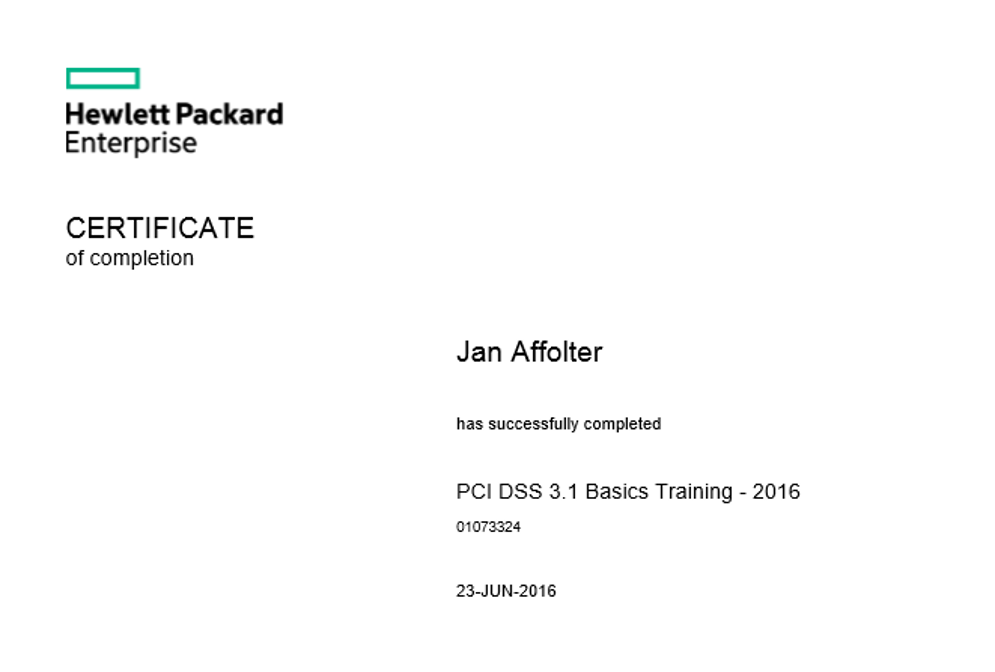 Hewlett Packard
Enterprise
CERTIFICATE
of completion
Jan Affolter
has successfully completed
PCI DSS 3.1 Basics Training - 2016
01073324
23-JUN-2016